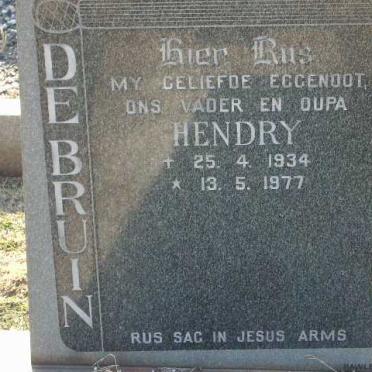 DE BRUIN
Hier Rus
MY GELIEFDE EGGENOOT,
ONS VADER EN OUPA
HENDRY
+ 25. 4. 1934
★ 13. 5. 1977
RUS SAG IN JESUS ARMS